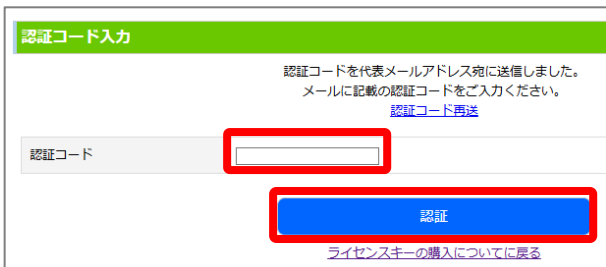 認証コード入力
認証コードを代表メールアドレス宛に送信しました。
メールに記載の認証コードをご入力ください。
認証コード再送
認証コード
認証
ライセンスキーの購入についてに戻る